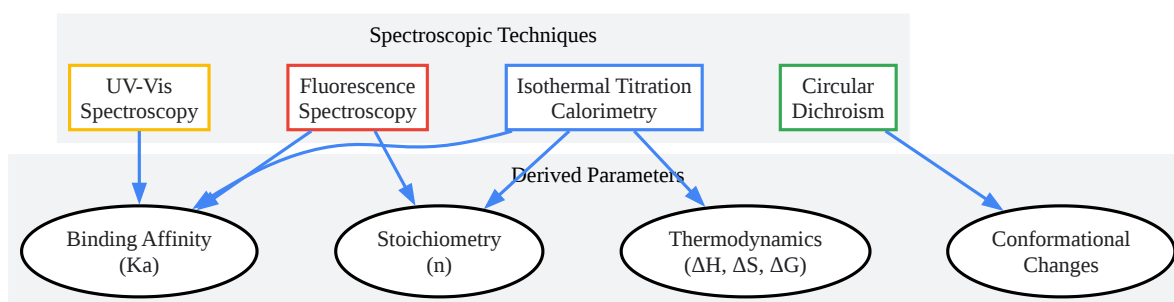 Spectroscopic Techniques
UV-Vis
Spectroscopy
Fluorescence
Spectroscopy
Isothermal Titration
Calorimetry
Circular
Dichroism
Derived Parameters
Binding Affinity
(Ka)
Stoichiometry
(n)
Thermodynamics
(ΔH, ΔS, ΔG)
Conformational
Changes